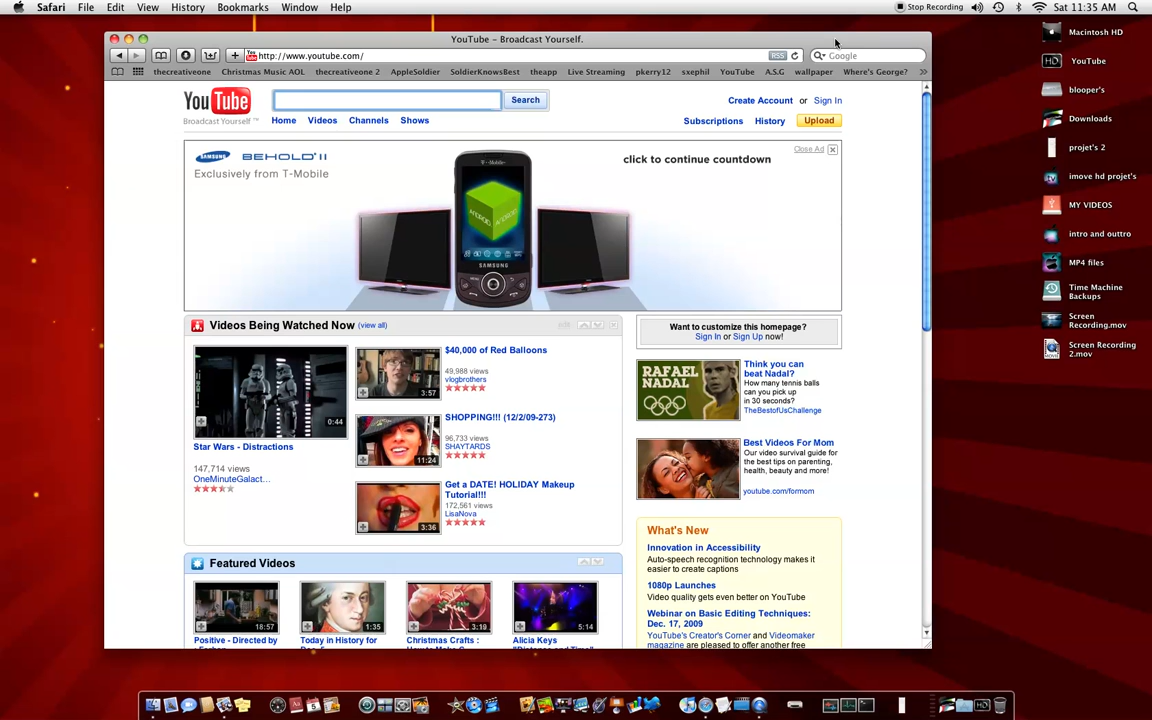 Safari File Edit View History Bookmarks Window Help
Stop Recording Sat 11:35 AM
YouTube – Broadcast Yourself.
http://www.youtube.com/ RSS Google
thecreativeone Christmas Music AOL thecreativeone 2 AppleSoldier SoldierKnowsBest theapp Live Streaming pkerry12 sxephil YouTube A.S.G wallpaper Where's George? »
YouTube Search Create Account or Sign In
Broadcast Yourself ™ Home Videos Channels Shows Subscriptions History Upload
SAMSUNG BEHOLD II
Exclusively from T-Mobile
click to continue countdown
Close Ad
T··Mobile·
ANDROID
SAMSUNG
Videos Being Watched Now (view all) edit
0:44
Star Wars - Distractions
147,714 views
OneMinuteGalact...
3:57
$40,000 of Red Balloons
49,988 views
vlogbrothers
11:24
SHOPPING!!! (12/2/09-273)
96,733 views
SHAYTARDS
3:36
Get a DATE! HOLIDAY Makeup
Tutorial!!!
172,561 views
LisaNova
Want to customize this homepage?
Sign In or Sign Up now!
RAFAEL
NADAL
Think you can
beat Nadal?
How many tennis balls
can you pick up
in 30 seconds?
TheBestofUsChallenge
Best Videos For Mom
Our video survival guide for
the best tips on parenting,
health, beauty and more!
youtube.com/formom
What's New
Innovation in Accessibility
Auto-speech recognition technology makes it
easier to create captions
1080p Launches
Video quality gets even better on YouTube
Webinar on Basic Editing Techniques:
Dec. 17, 2009
YouTube's Creator's Corner and Videomaker
magazine are pleased to offer another free
Featured Videos
18:57 1:35 3:19 5:14
Positive - Directed by Today in History for Christmas Crafts : Alicia Keys
Macintosh HD
YouTube
blooper's
Downloads
projet's 2
imove hd projet's
MY VIDEOS
intro and outtro
MP4 files
Time Machine
Backups
Screen
Recording.mov
Screen Recording
2.mov